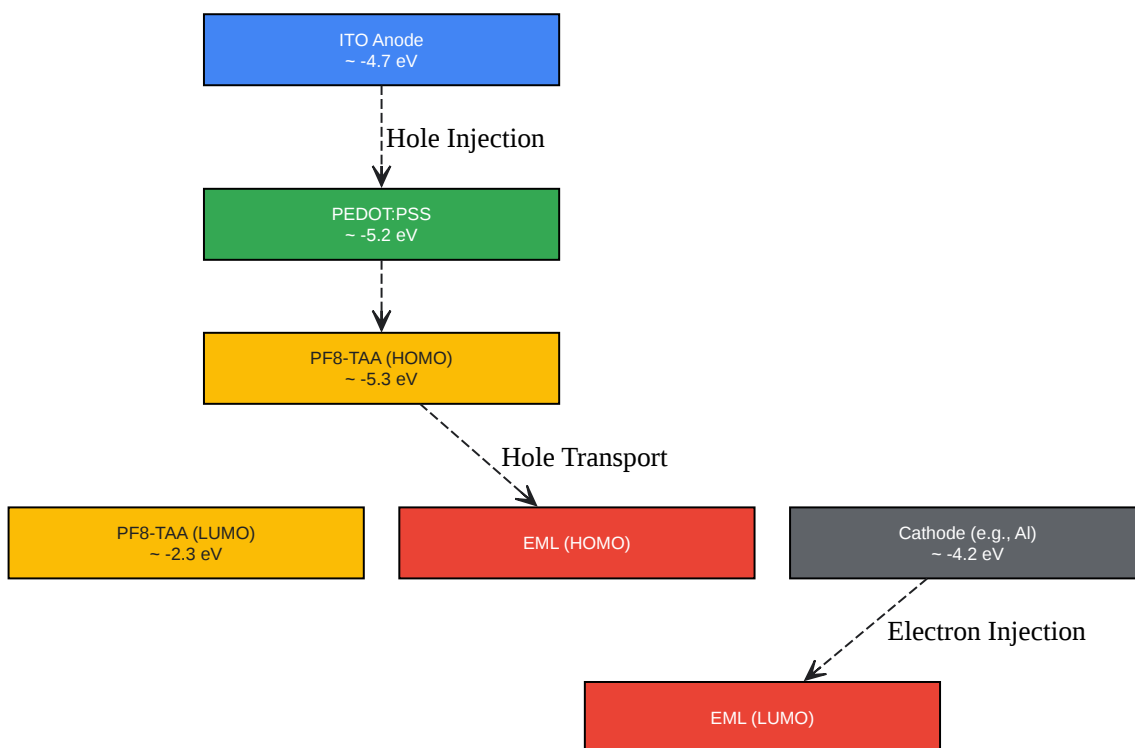 ITO Anode
~ -4.7 eV
Hole Injection
PEDOT:PSS
~ -5.2 eV
PF8-TAA (HOMO)
~ -5.3 eV
Hole Transport
PF8-TAA (LUMO)
~ -2.3 eV
EML (HOMO)
Cathode (e.g., Al)
~ -4.2 eV
Electron Injection
EML (LUMO)